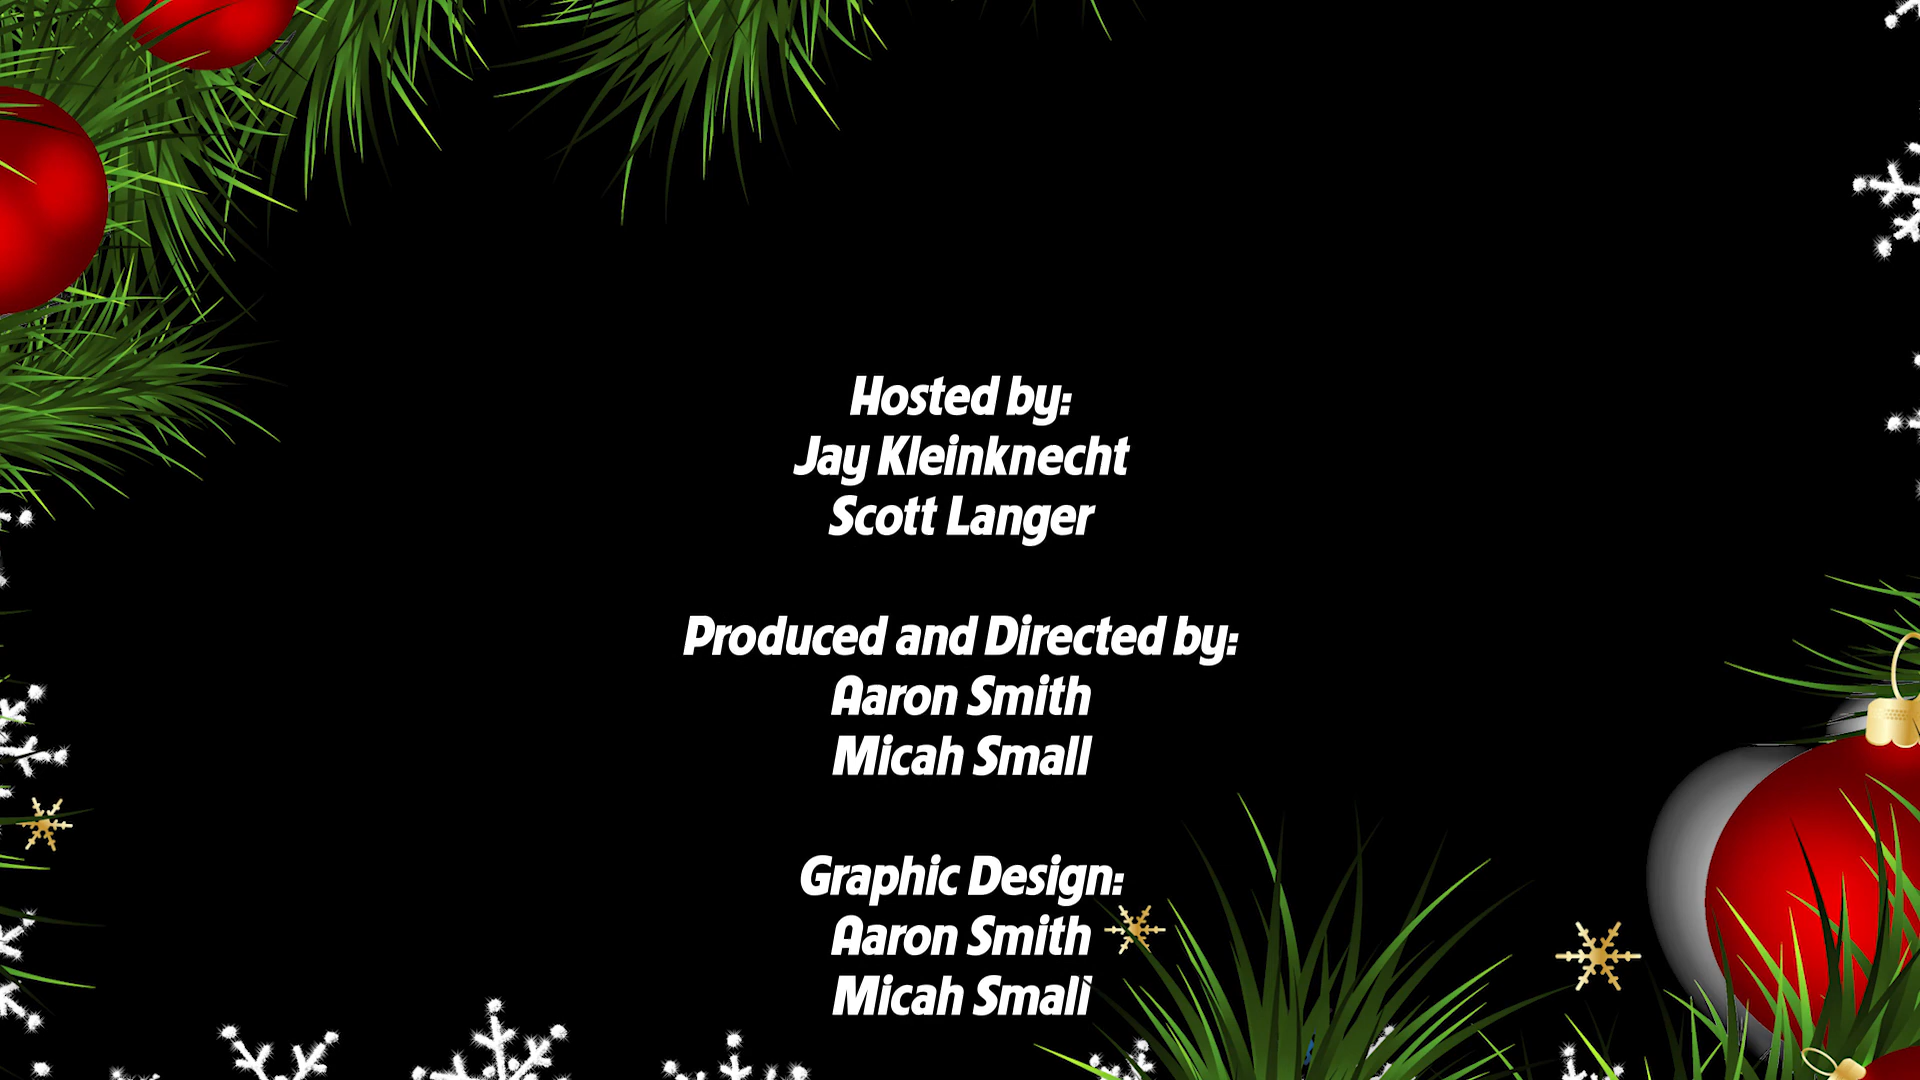 Hosted by:
Jay Kleinknecht
Scott Langer
Produced and Directed by:
Aaron Smith
Micah Small
Graphic Design:
Aaron Smith
Micah Small